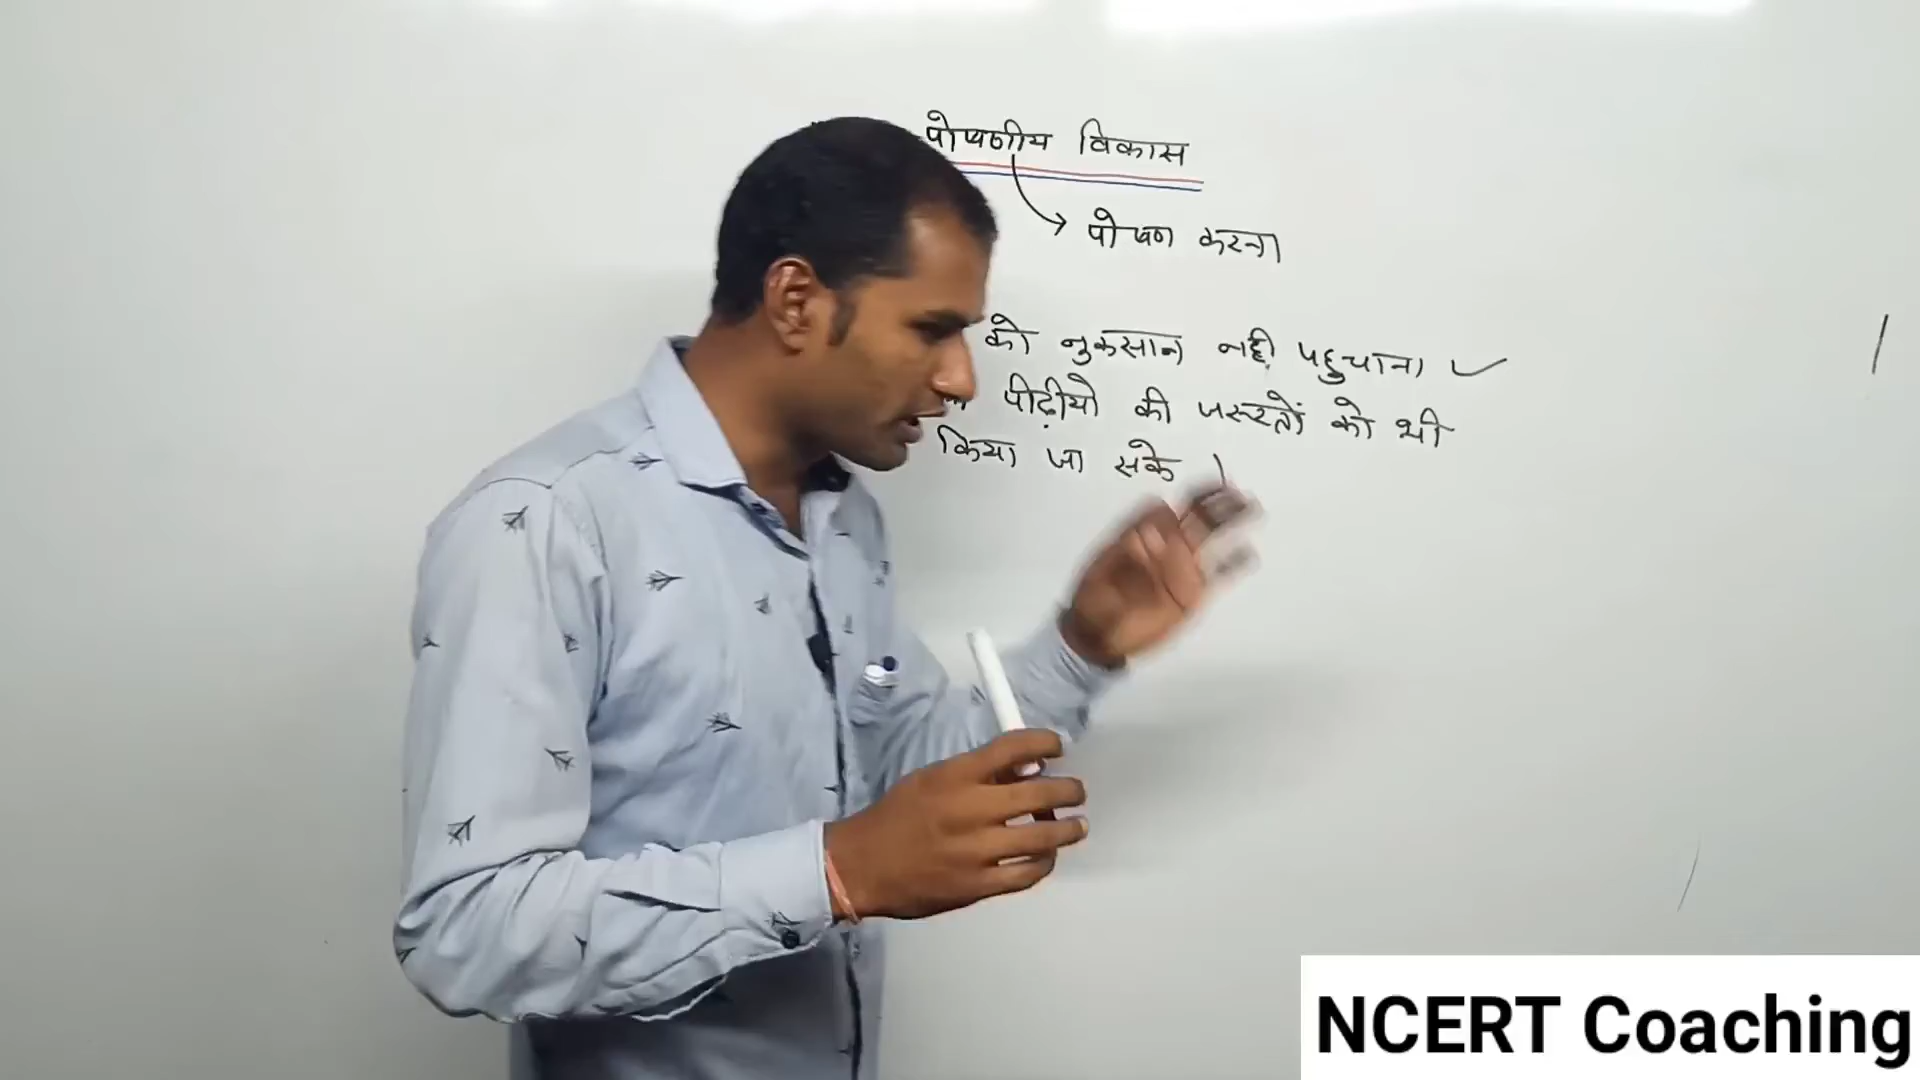 पोषणीय विकास
पोषण करना
को नुकसान नही पहुचाना ✓
पीढ़ीयो की जरूरतों को भी
किया जा सके ।
NCERT Coaching